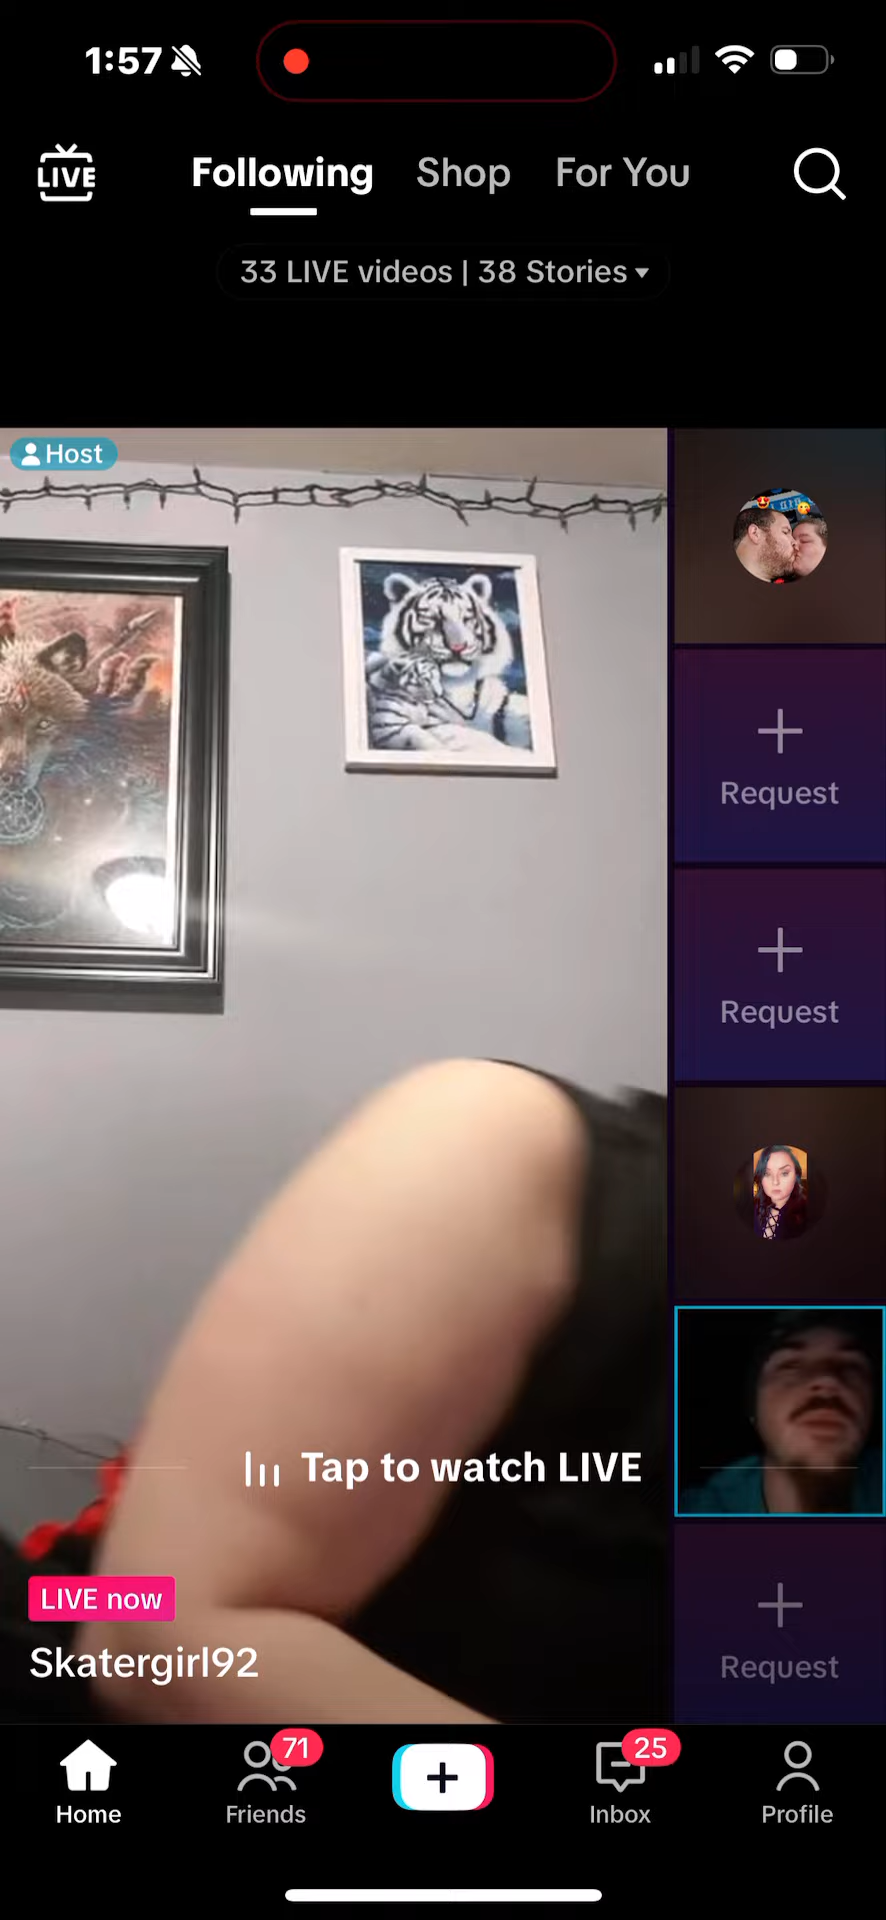 1:57
LIVE
Following
Shop
For You
33 LIVE videos | 38 Stories
Host
Request
Request
Tap to watch LIVE
LIVE now
Skatergirl92
Request
71
25
Home
Friends
Inbox
Profile